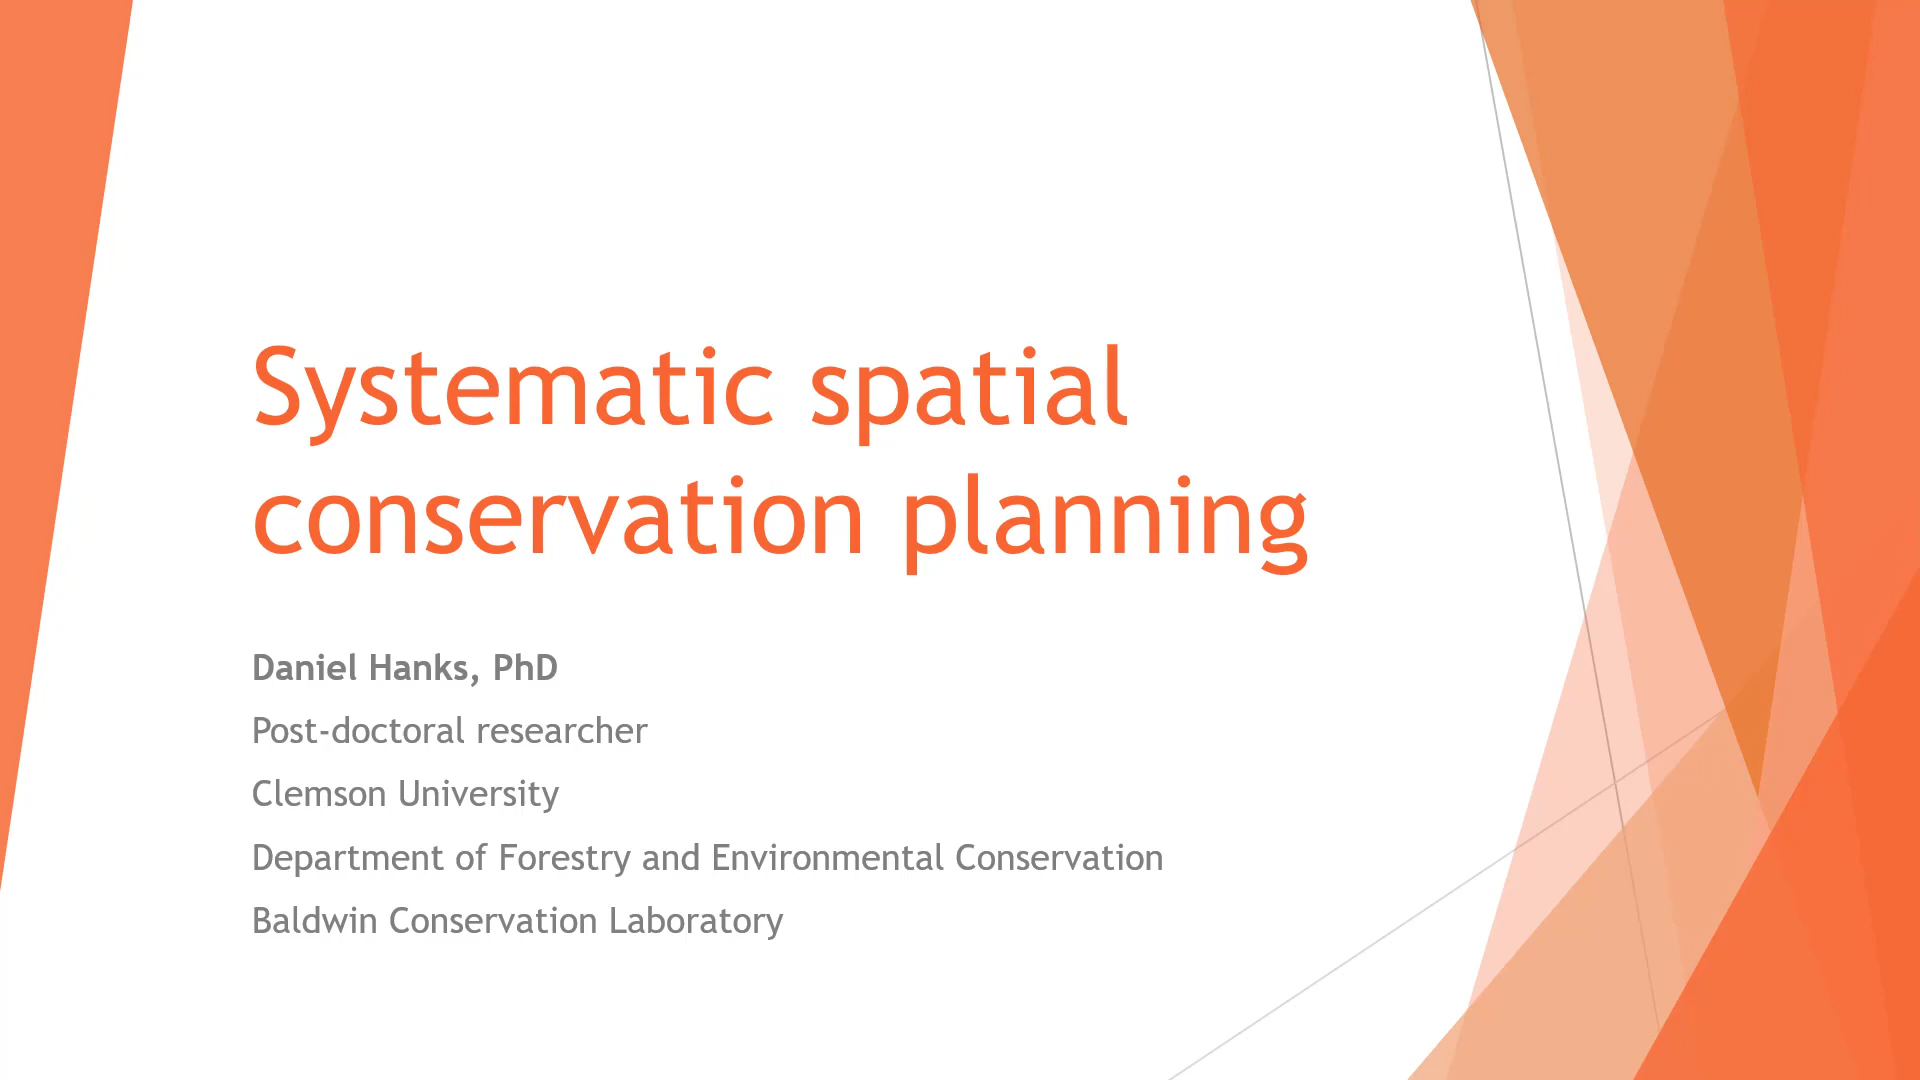 Systematic spatial
conservation planning
Daniel Hanks, PhD
Post-doctoral researcher
Clemson University
Department of Forestry and Environmental Conservation
Baldwin Conservation Laboratory